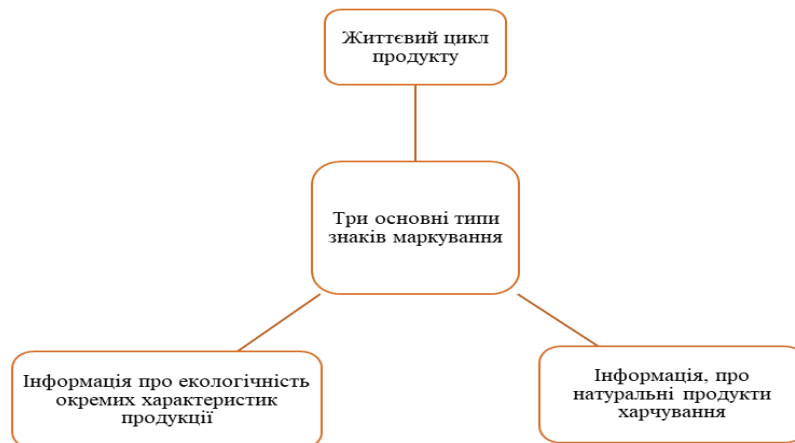 Життєвий цикл
продукту
Три основні типи
знаків маркування
Інформація про екологічність
окремих характеристик
продукції
Інформація, про
натуральні продукти
харчування